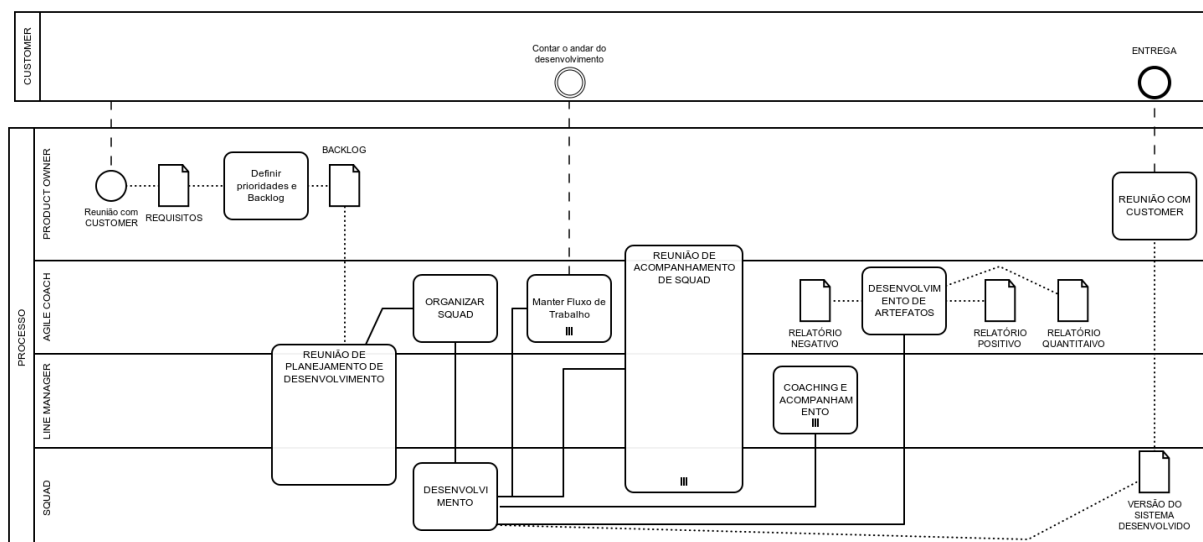 CUSTOMER
Contar o andar do
desenvolvimento
ENTREGA
PROCESSO
PRODUCT OWNER
Reunião com
CUSTOMER
REQUISITOS
Definir
prioridades e
Backlog
BACKLOG
REUNIÃO COM
CUSTOMER
AGILE COACH
ORGANIZAR
SQUAD
Manter Fluxo de
Trabalho
REUNIÃO DE
ACOMPANHAMENTO
DE SQUAD
RELATÓRIO
NEGATIVO
DESENVOLVIM
ENTO DE
ARTEFATOS
RELATÓRIO
POSITIVO
RELATÓRIO
QUANTITAIVO
LINE MANAGER
REUNIÃO DE
PLANEJAMENTO DE
DESENVOLVIMENTO
COACHING E
ACOMPANHAM
ENTO
SQUAD
DESENVOLVI
MENTO
VERSÃO DO
SISTEMA
DESENVOLVIDO